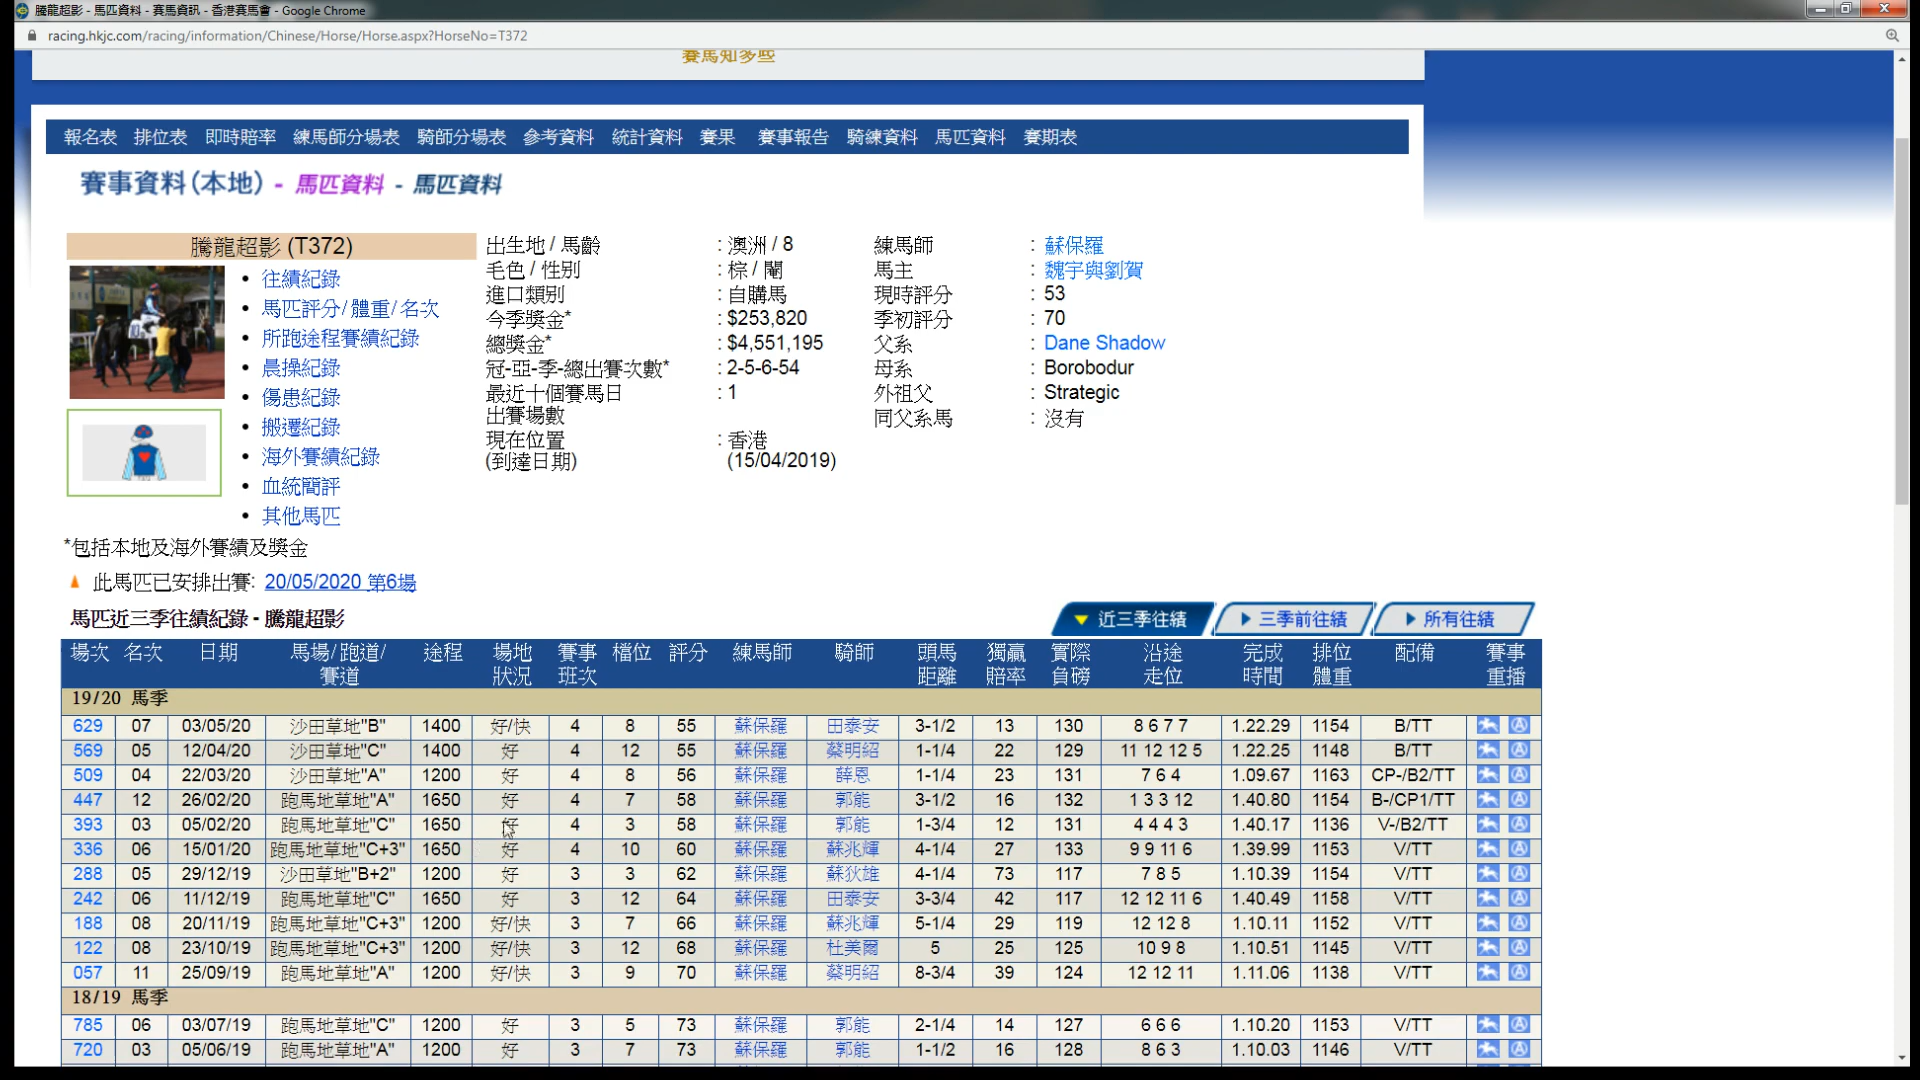 騰龍超影 - 馬匹資料 - 賽馬資訊 - 香港賽馬會 - Google Chrome
racing.hkjc.com/racing/information/Chinese/Horse/Horse.aspx?HorseNo=T372
賽馬知多些
報名表 排位表 即時賠率 練馬師分場表 騎師分場表 參考資料 統計資料 賽果 賽事報告 騎練資料 馬匹資料 賽期表
賽事資料(本地) - 馬匹資料 - 馬匹資料
騰龍超影 (T372)
• 往績紀錄
• 馬匹評分/體重/名次
• 所跑途程賽績紀錄
• 晨操紀錄
• 傷患紀錄
• 搬遷紀錄
• 海外賽績紀錄
• 血統簡評
• 其他馬匹
出生地 / 馬齡 : 澳洲 / 8
毛色 / 性別 : 棕 / 閹
進口類別 : 自購馬
今季獎金* : $253,820
總獎金* : $4,551,195
冠-亞-季-總出賽次數* : 2-5-6-54
最近十個賽馬日 : 1
出賽場數
現在位置 : 香港
(到達日期) (15/04/2019)
練馬師 : 蘇保羅
馬主 : 魏宇與劉賀
現時評分 : 53
季初評分 : 70
父系 : Dane Shadow
母系 : Borobodur
外祖父 : Strategic
同父系馬 : 沒有
*包括本地及海外賽績及獎金
此馬匹已安排出賽: 20/05/2020 第6場
馬匹近三季往績紀錄 - 騰龍超影
近三季往績 三季前往績 所有往績
場次 名次 日期 馬場/跑道/ 途程 場地 賽事 檔位 評分 練馬師 騎師 頭馬 獨贏 實際 沿途 完成 排位 配備 賽事
賽道 狀況 班次 距離 賠率 負磅 走位 時間 體重 重播
19/20 馬季
629 07 03/05/20 沙田草地"B" 1400 好/快 4 8 55 蘇保羅 田泰安 3-1/2 13 130 8 6 7 7 1.22.29 1154 B/TT
569 05 12/04/20 沙田草地"C" 1400 好 4 12 55 蘇保羅 蔡明紹 1-1/4 22 129 11 12 12 5 1.22.25 1148 B/TT
509 04 22/03/20 沙田草地"A" 1200 好 4 8 56 蘇保羅 薛恩 1-1/4 23 131 7 6 4 1.09.67 1163 CP-/B2/TT
447 12 26/02/20 跑馬地草地"A" 1650 好 4 7 58 蘇保羅 郭能 3-1/2 16 132 1 3 3 12 1.40.80 1154 B-/CP1/TT
393 03 05/02/20 跑馬地草地"C" 1650 好 4 3 58 蘇保羅 郭能 1-3/4 12 131 4 4 4 3 1.40.17 1136 V-/B2/TT
336 06 15/01/20 跑馬地草地"C+3" 1650 好 4 10 60 蘇保羅 蘇兆輝 4-1/4 27 133 9 9 11 6 1.39.99 1153 V/TT
288 05 29/12/19 沙田草地"B+2" 1200 好 3 3 62 蘇保羅 蘇狄雄 4-1/4 73 117 7 8 5 1.10.39 1154 V/TT
242 06 11/12/19 跑馬地草地"C" 1650 好 3 12 64 蘇保羅 田泰安 3-3/4 42 117 12 12 11 6 1.40.49 1158 V/TT
188 08 20/11/19 跑馬地草地"C+3" 1200 好/快 3 7 66 蘇保羅 蘇兆輝 5-1/4 29 119 12 12 8 1.10.11 1152 V/TT
122 08 23/10/19 跑馬地草地"C+3" 1200 好/快 3 12 68 蘇保羅 杜美爾 5 25 125 10 9 8 1.10.51 1145 V/TT
057 11 25/09/19 跑馬地草地"A" 1200 好/快 3 9 70 蘇保羅 蔡明紹 8-3/4 39 124 12 12 11 1.11.06 1138 V/TT
18/19 馬季
785 06 03/07/19 跑馬地草地"C" 1200 好 3 5 73 蘇保羅 郭能 2-1/4 14 127 6 6 6 1.10.20 1153 V/TT
720 03 05/06/19 跑馬地草地"A" 1200 好 3 7 73 蘇保羅 郭能 1-1/2 16 128 8 6 3 1.10.03 1146 V/TT